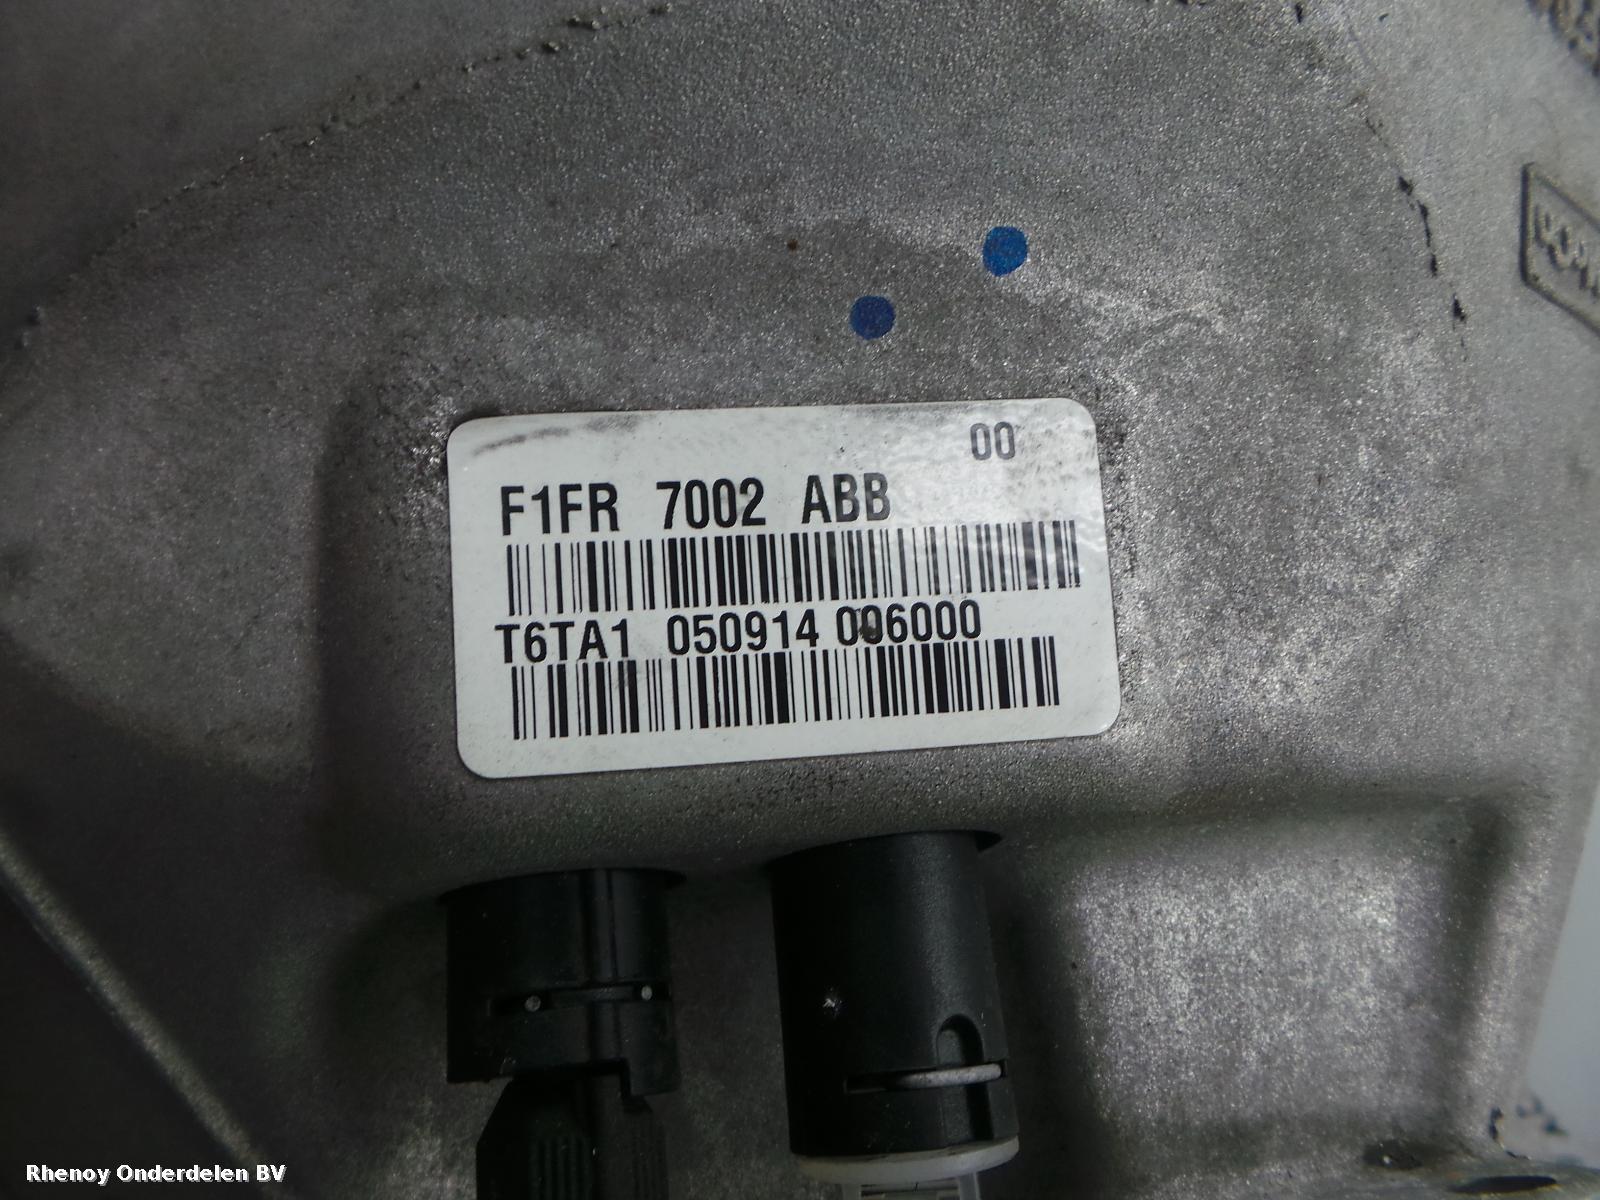 00
F1FR 7002 ABB
T6TA1 050914 006000
Rhenoy Onderdelen BV